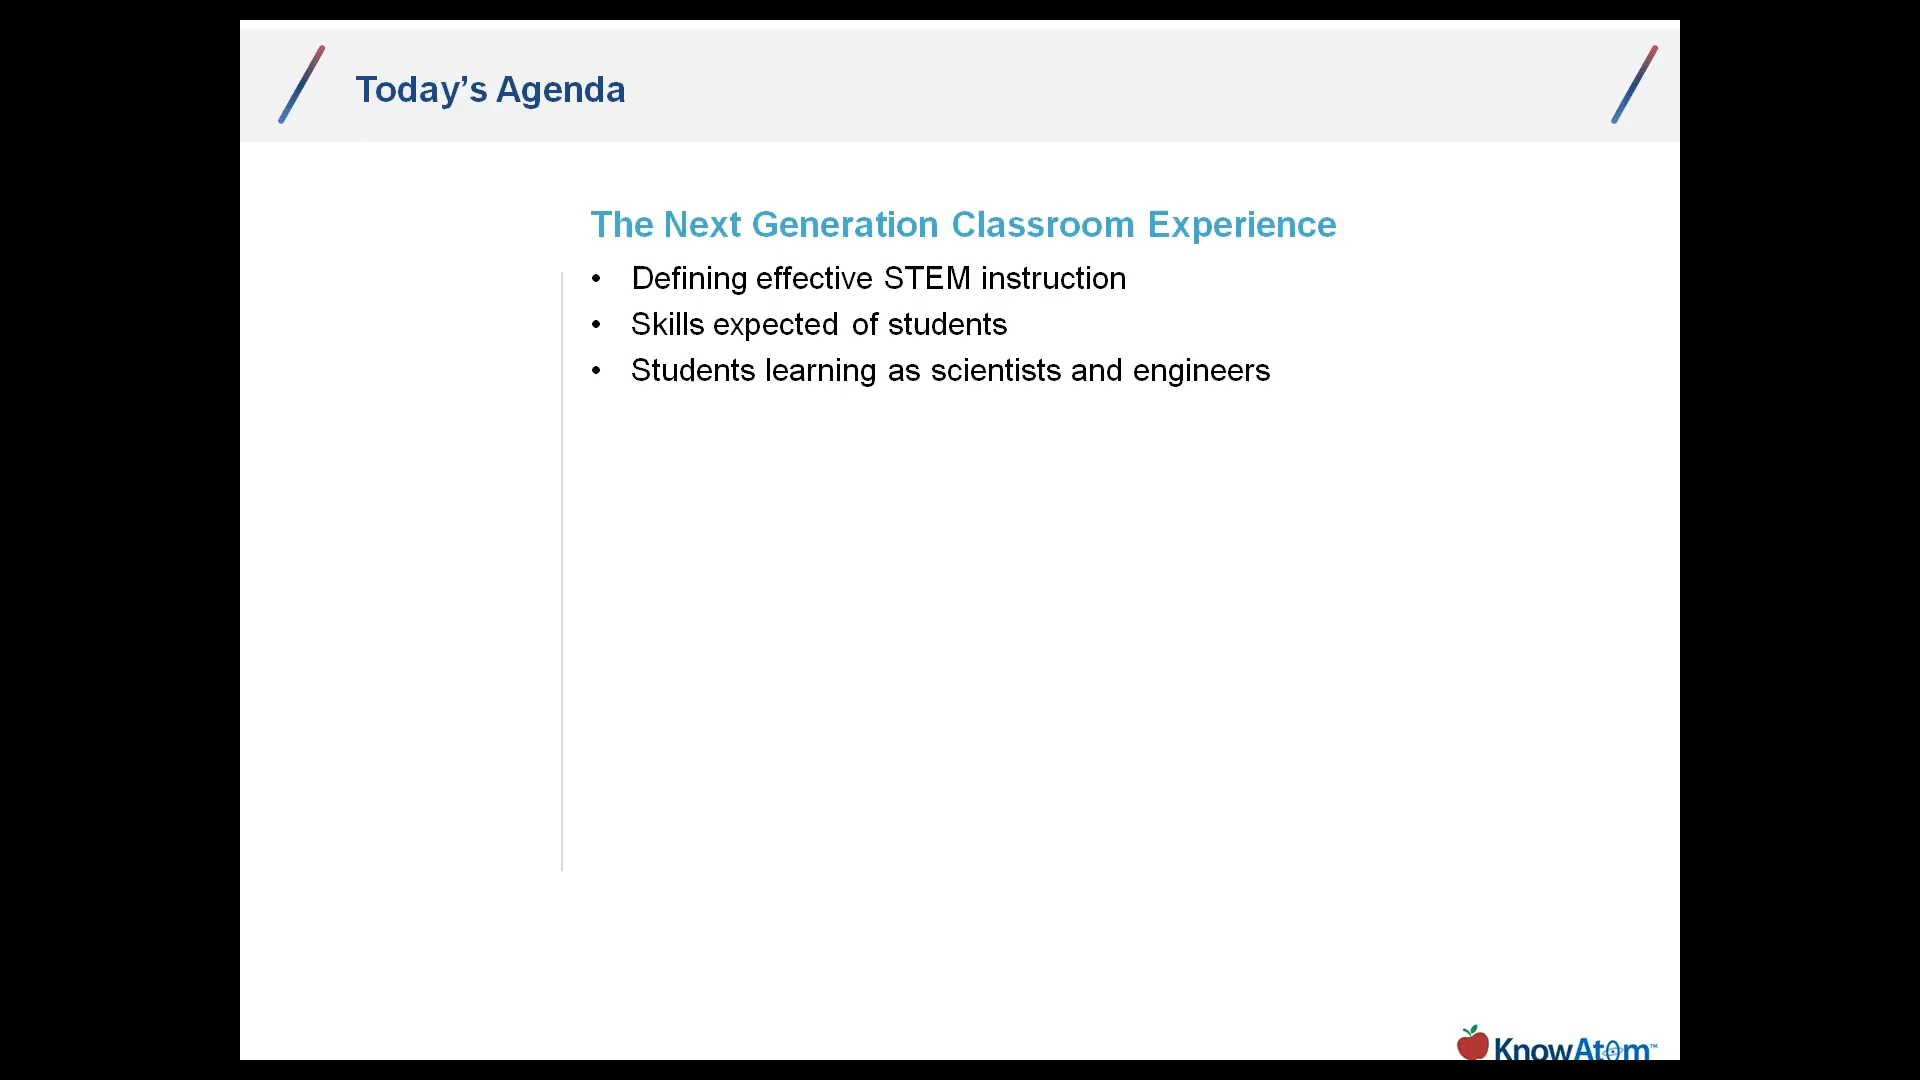 Today’s Agenda
The Next Generation Classroom Experience
• Defining effective STEM instruction
• Skills expected of students
• Students learning as scientists and engineers
KnowAtom™